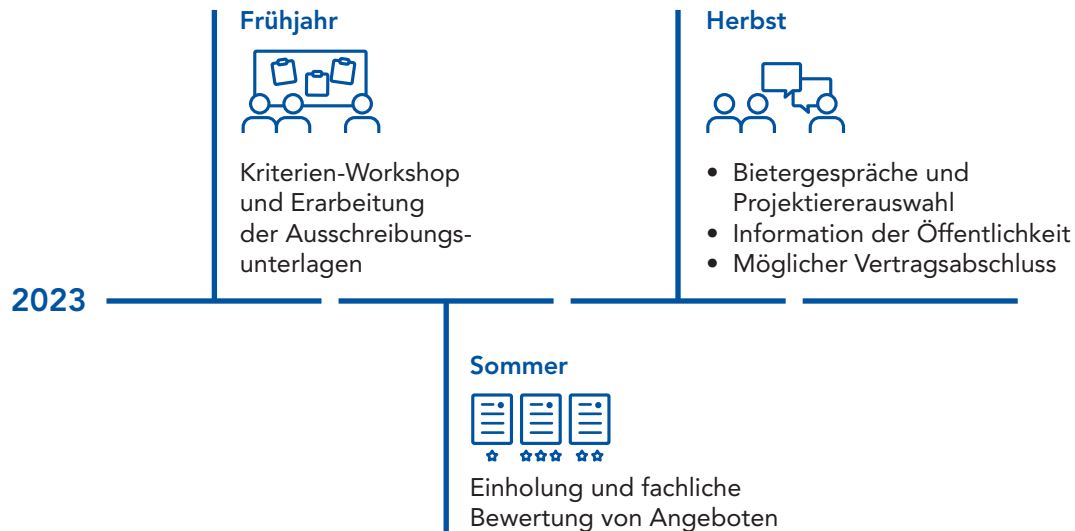 Frühjahr
Kriterien-Workshop
und Erarbeitung
der Ausschreibungs-
unterlagen
Herbst
• Bietergespräche und
Projektiererauswahl
• Information der Öffentlichkeit
• Möglicher Vertragsabschluss
2023
Sommer
Einholung und fachliche
Bewertung von Angeboten